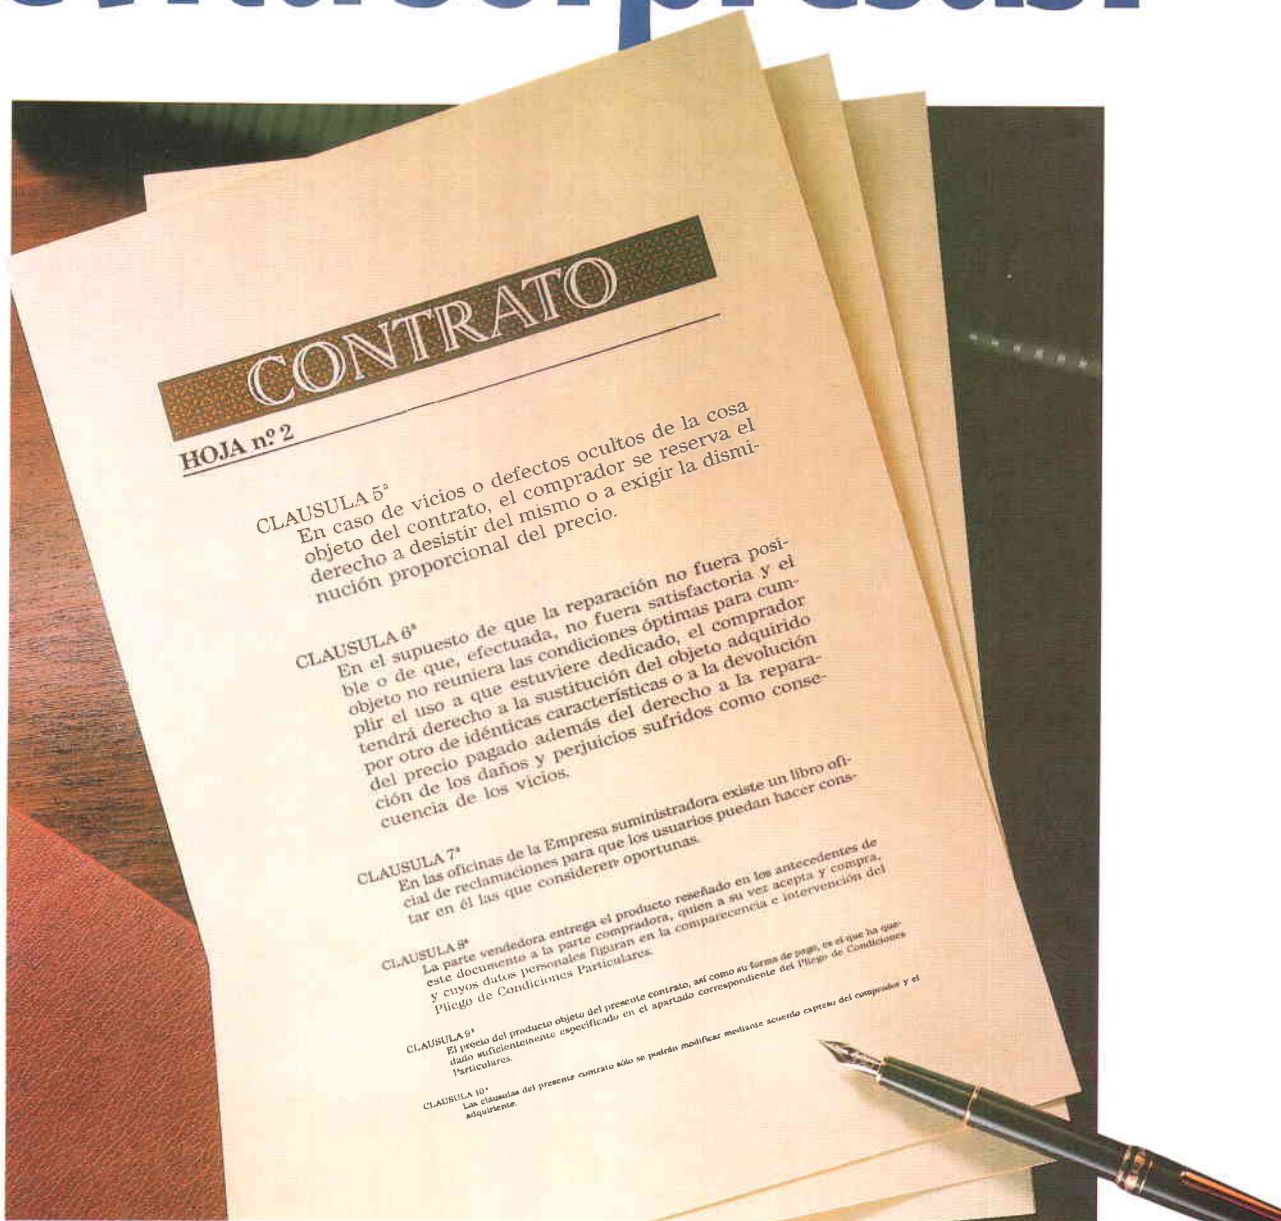 evita sorpresas.
CONTRATO
HOJA n.º 2
CLAUSULA 5ª
En caso de vicios o defectos ocultos de la cosa
objeto del contrato, el comprador se reserva el
derecho a desistir del mismo o a exigir la dismi-
nución proporcional del precio.
CLAUSULA 6ª
En el supuesto de que la reparación no fuera posi-
ble o de que, efectuada, no fuera satisfactoria y el
objeto no reuniera las condiciones óptimas para cum-
plir el uso a que estuviere dedicado, el comprador
tendrá derecho a la sustitución del objeto adquirido
por otro de idénticas características o a la devolución
del precio pagado además del derecho a la repara-
ción de los daños y perjuicios sufridos como conse-
cuencia de los vicios.
CLAUSULA 7ª
En las oficinas de la Empresa suministradora existe un libro ofi-
cial de reclamaciones para que los usuarios puedan hacer cons-
tar en él las que consideren oportunas.
CLAUSULA 8ª
La parte vendedora entrega el producto reseñado en los antecedentes de
este documento a la parte compradora, quien a su vez acepta y compra,
y cuyos datos personales figuran en la comparecencia e intervención del
Pliego de Condiciones Particulares.
CLAUSULA 9ª
El precio del producto objeto del presente contrato, así como su forma de pago, es el que ha que-
dado suficientemente especificado en el apartado correspondiente del Pliego de Condiciones
Particulares.
CLAUSULA 10ª
Las cláusulas del presente contrato sólo se podrán modificar mediante acuerdo expreso del comprador y el
adquiriente.